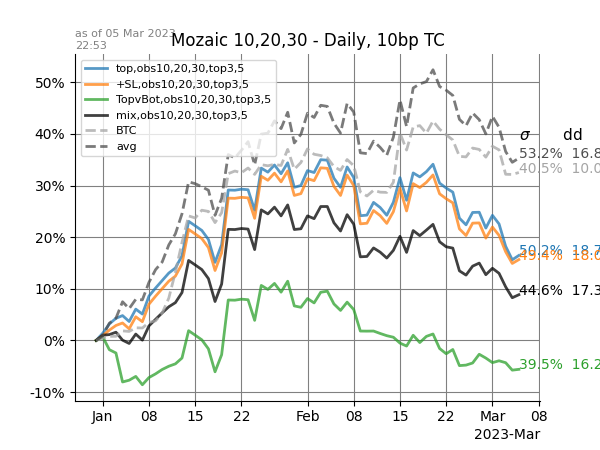 as of 05 Mar 2023
22:53
Mozaic 10,20,30 - Daily, 10bp TC
top,obs10,20,30,top3,5
+SL,obs10,20,30,top3,5
TopvBot,obs10,20,30,top3,5
mix,obs10,20,30,top3,5
BTC
avg
50%
40%
30%
20%
10%
0%
-10%
σ dd
53.2% 16.8
40.5% 10.0
50.2% 18.7
49.4% 18.0
44.6% 17.3
39.5% 16.2
Jan 08 15 22 Feb 08 15 22 Mar 08
2023-Mar